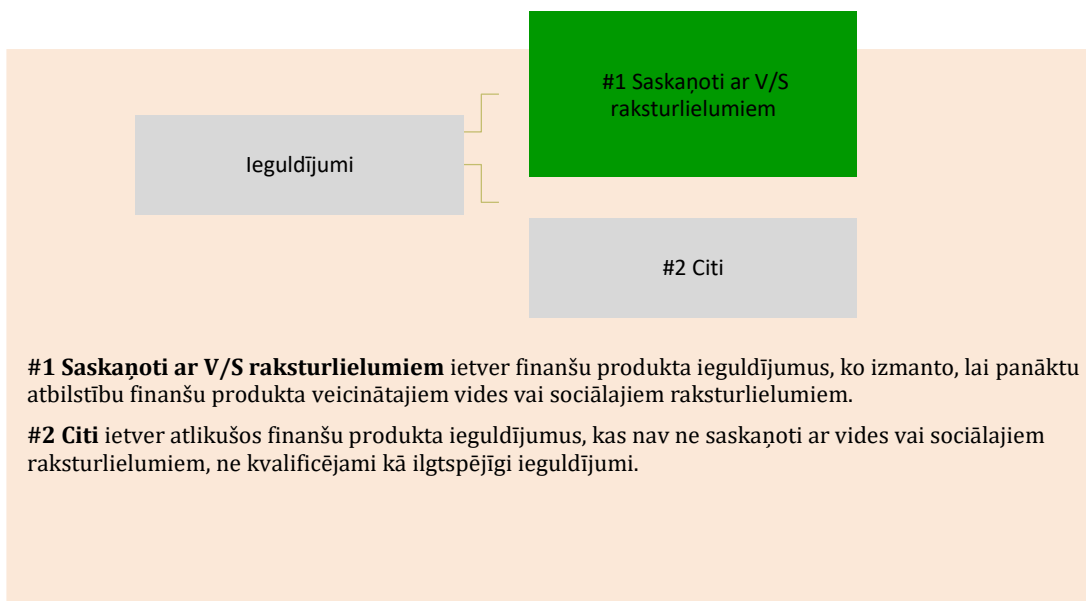 #1 Saskaņoti ar V/S
raksturlielumiem
Ieguldījumi
#2 Citi
#1 Saskaņoti ar V/S raksturlielumiem ietver finanšu produkta ieguldījumus, ko izmanto, lai panāktu
atbilstību finanšu produkta veicinātajiem vides vai sociālajiem raksturlielumiem.
#2 Citi ietver atlikušos finanšu produkta ieguldījumus, kas nav ne saskaņoti ar vides vai sociālajiem
raksturlielumiem, ne kvalificējami kā ilgtspējīgi ieguldījumi.